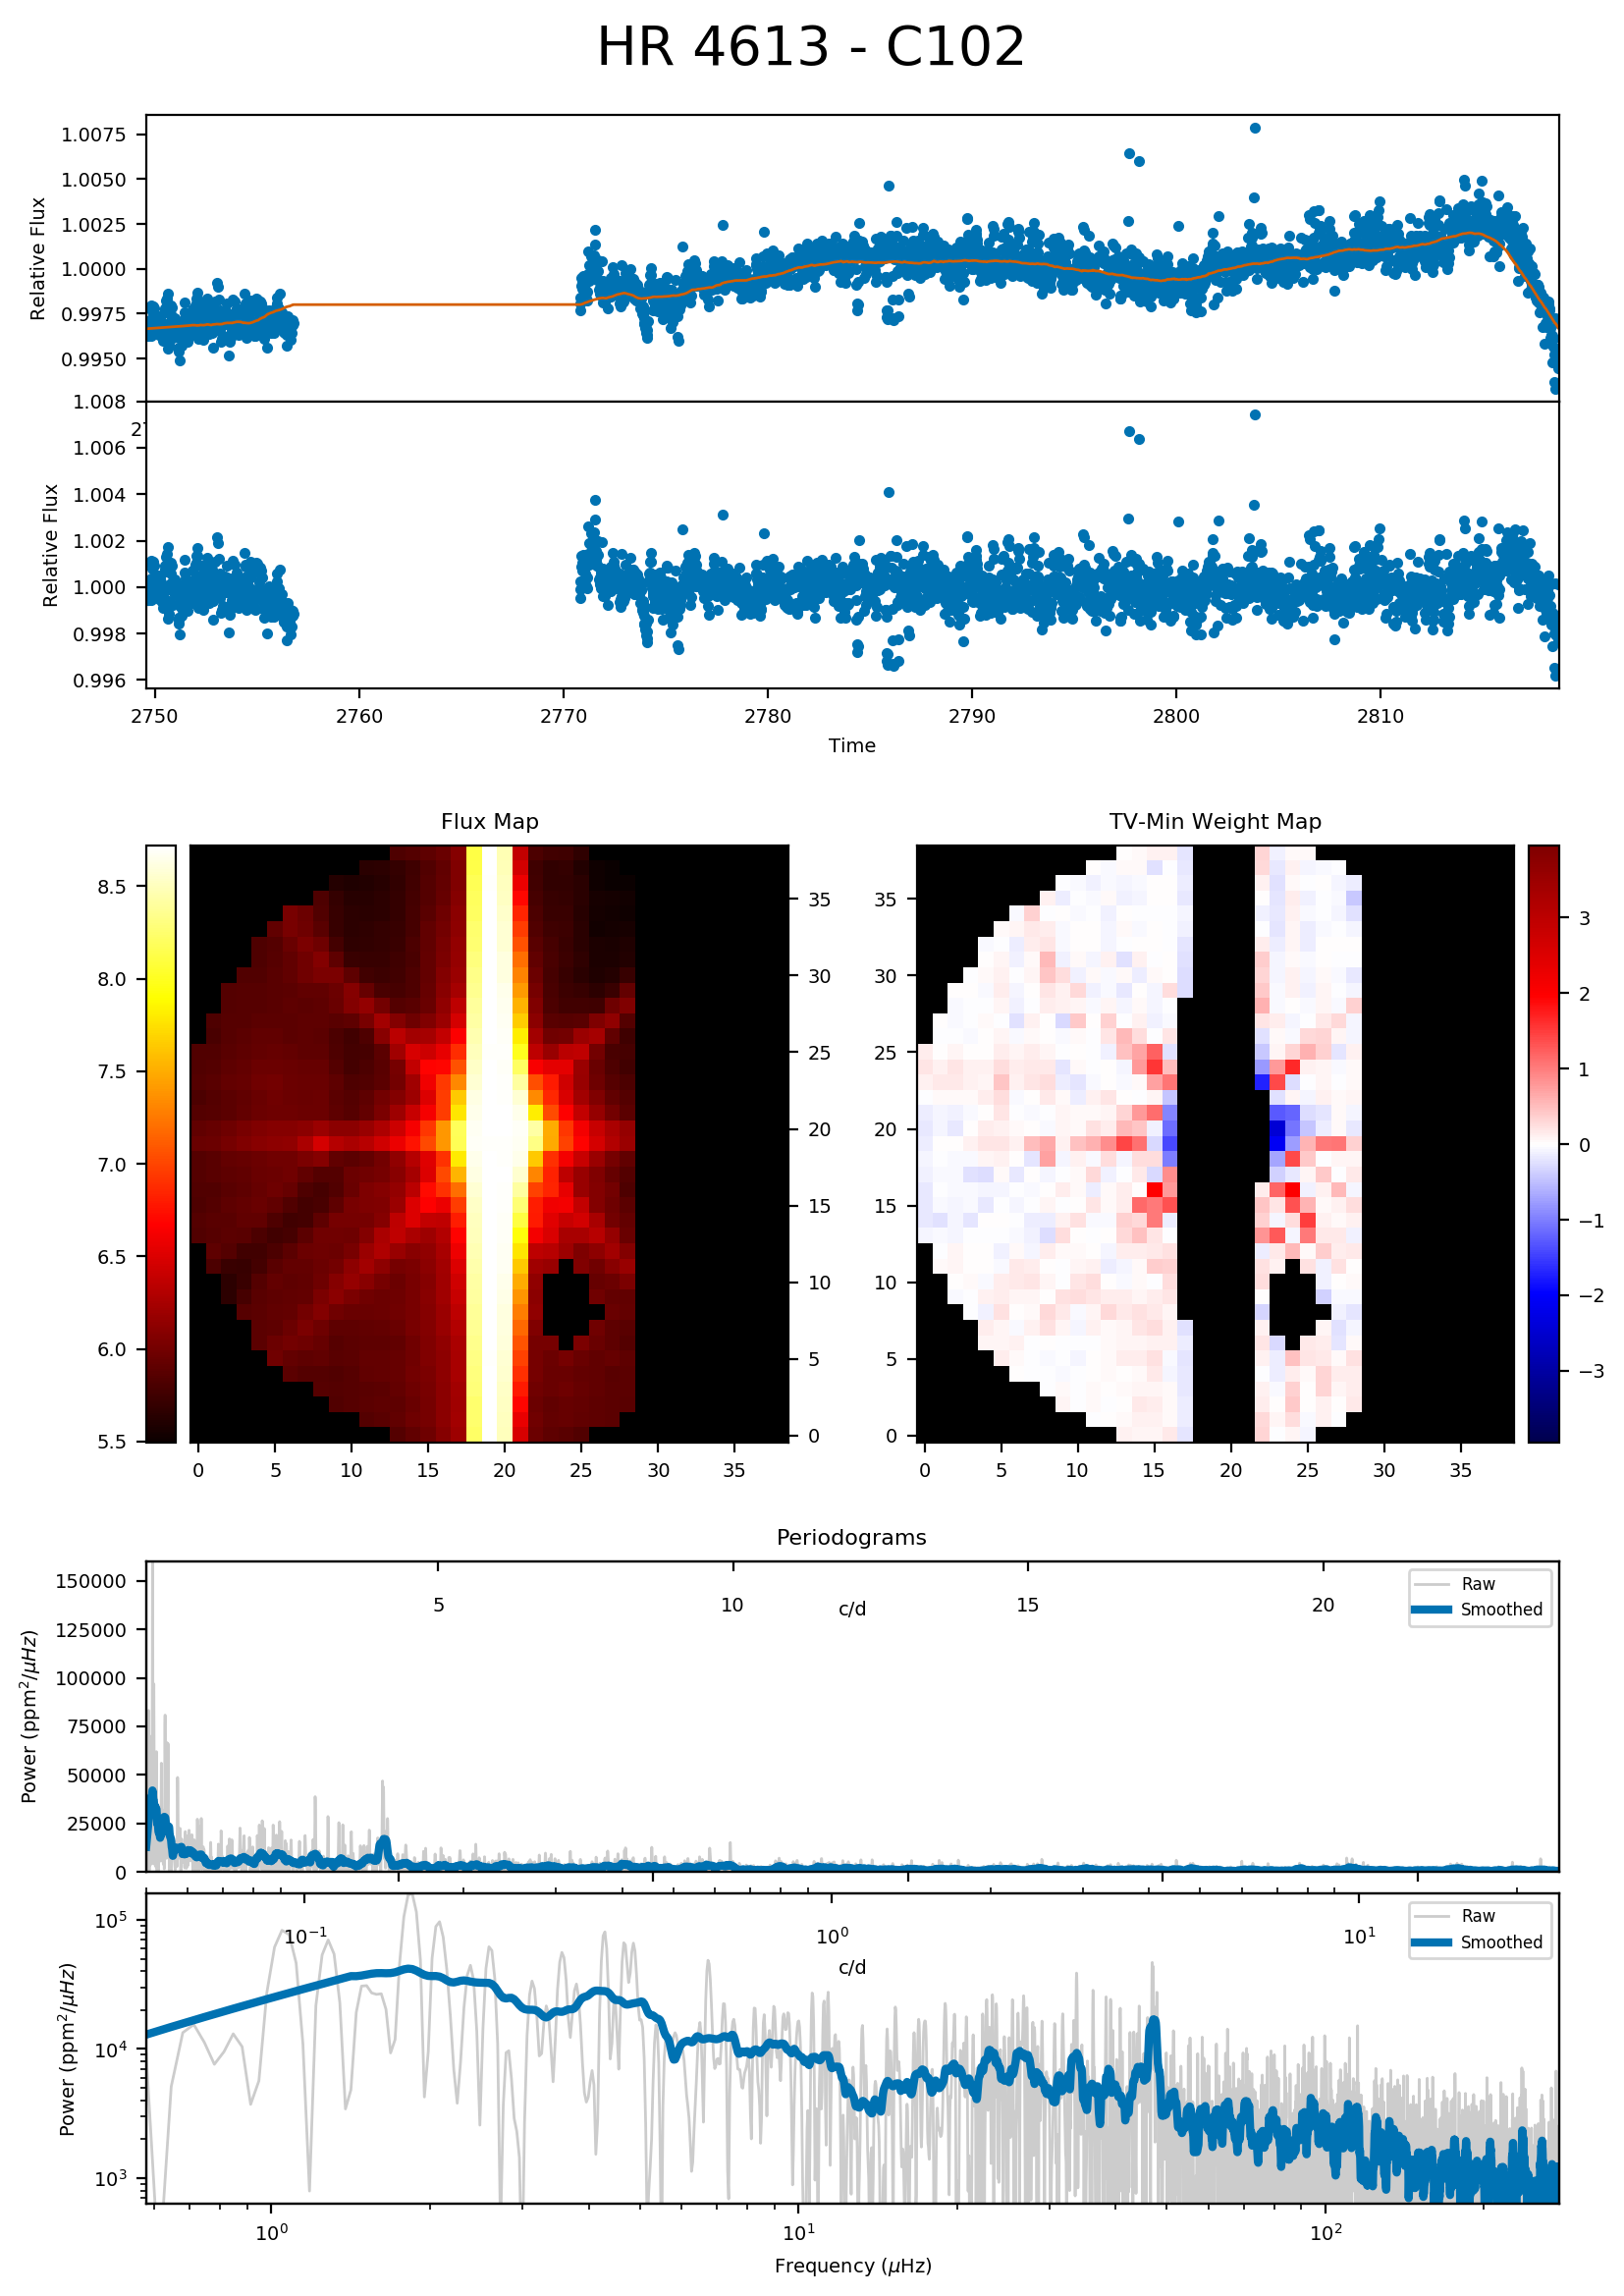 HR 4613 - C102
1.0075
1.0050
1.0025
1.0000
0.9975
0.9950
Relative Flux
1.008
1.006
1.004
1.002
1.000
0.998
0.996
Relative Flux
2750 2760 2770 2780 2790 2800 2810
Time
Flux Map
TV-Min Weight Map
8.5
8.0
7.5
7.0
6.5
6.0
5.5
35
30
25
20
15
10
5
0
0 5 10 15 20 25 30 35
35
30
25
20
15
10
5
0
0 5 10 15 20 25 30 35
3
2
1
0
−1
−2
−3
Periodograms
150000
125000
100000
75000
50000
25000
0
Power (ppm²/μHz)
5 10 15 20
c/d
Raw
Smoothed
10⁵
10⁴
10³
Power (ppm²/μHz)
10⁻¹ 10⁰ 10¹
c/d
Raw
Smoothed
10⁰ 10¹ 10²
Frequency (μHz)